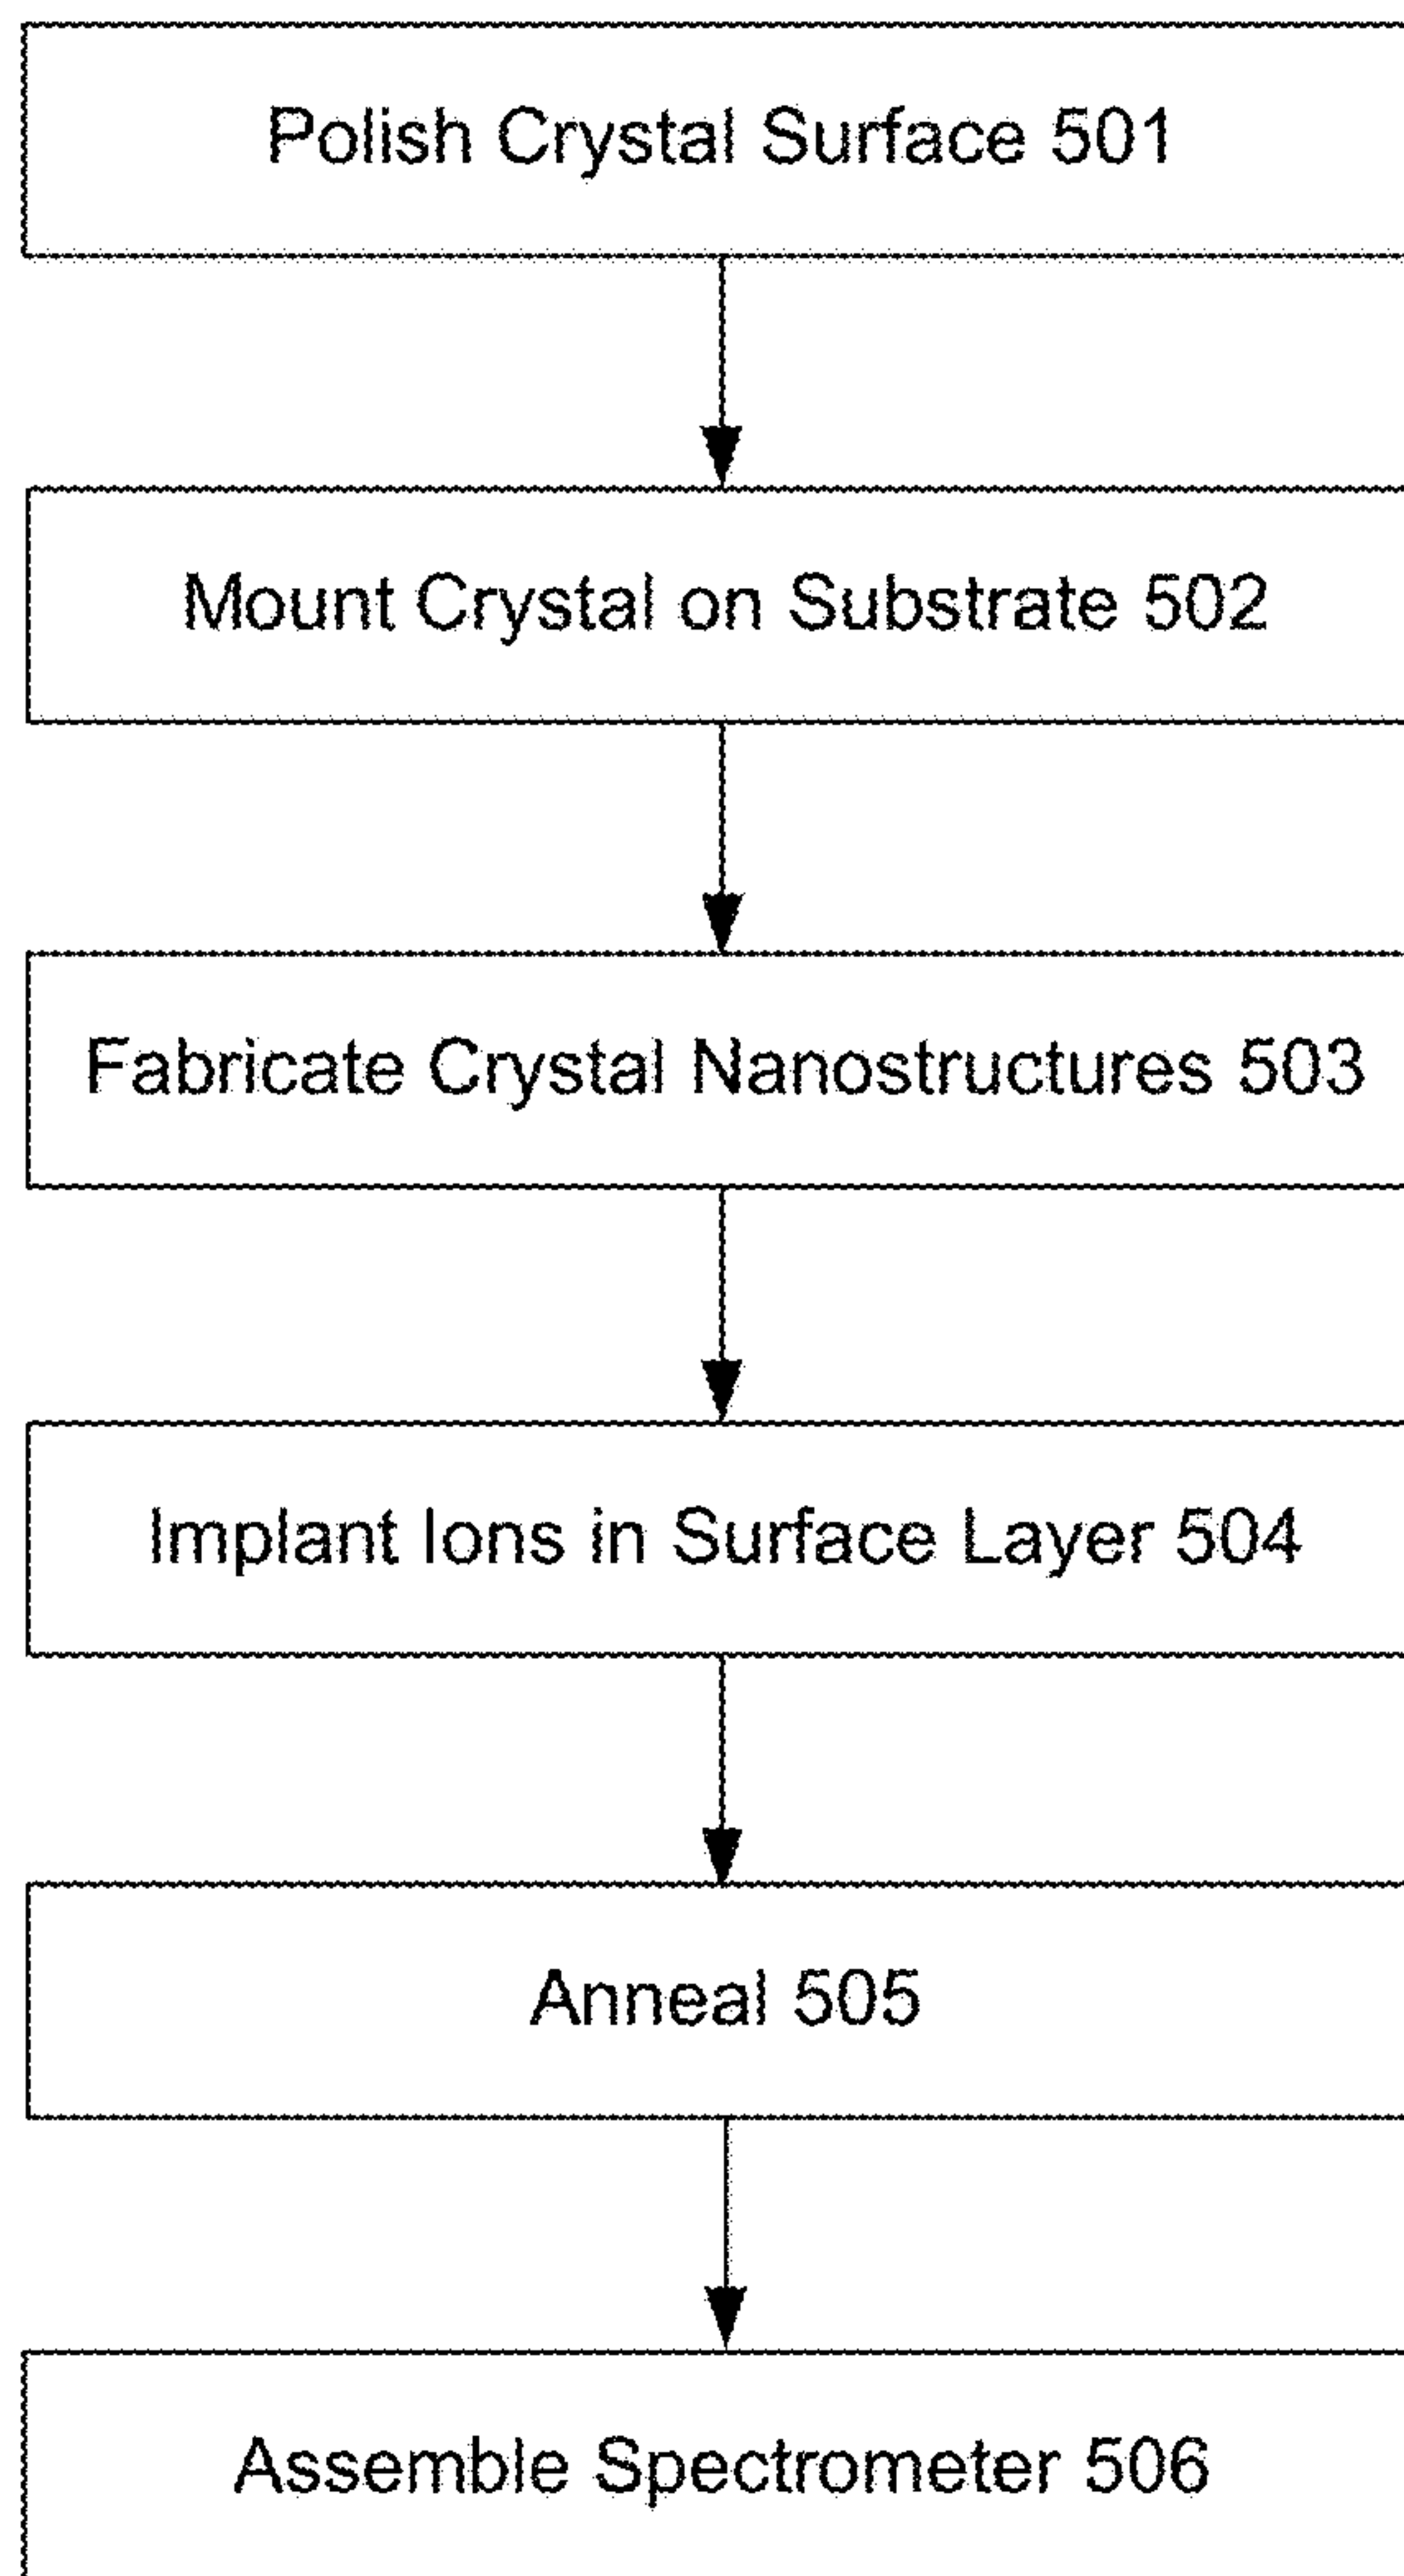 Polish Crystal Surface 501
Mount Crystal on Substrate 502
Fabricate Crystal Nanostructures 503
Implant Ions in Surface Layer 504
Anneal 505
Assemble Spectrometer 506